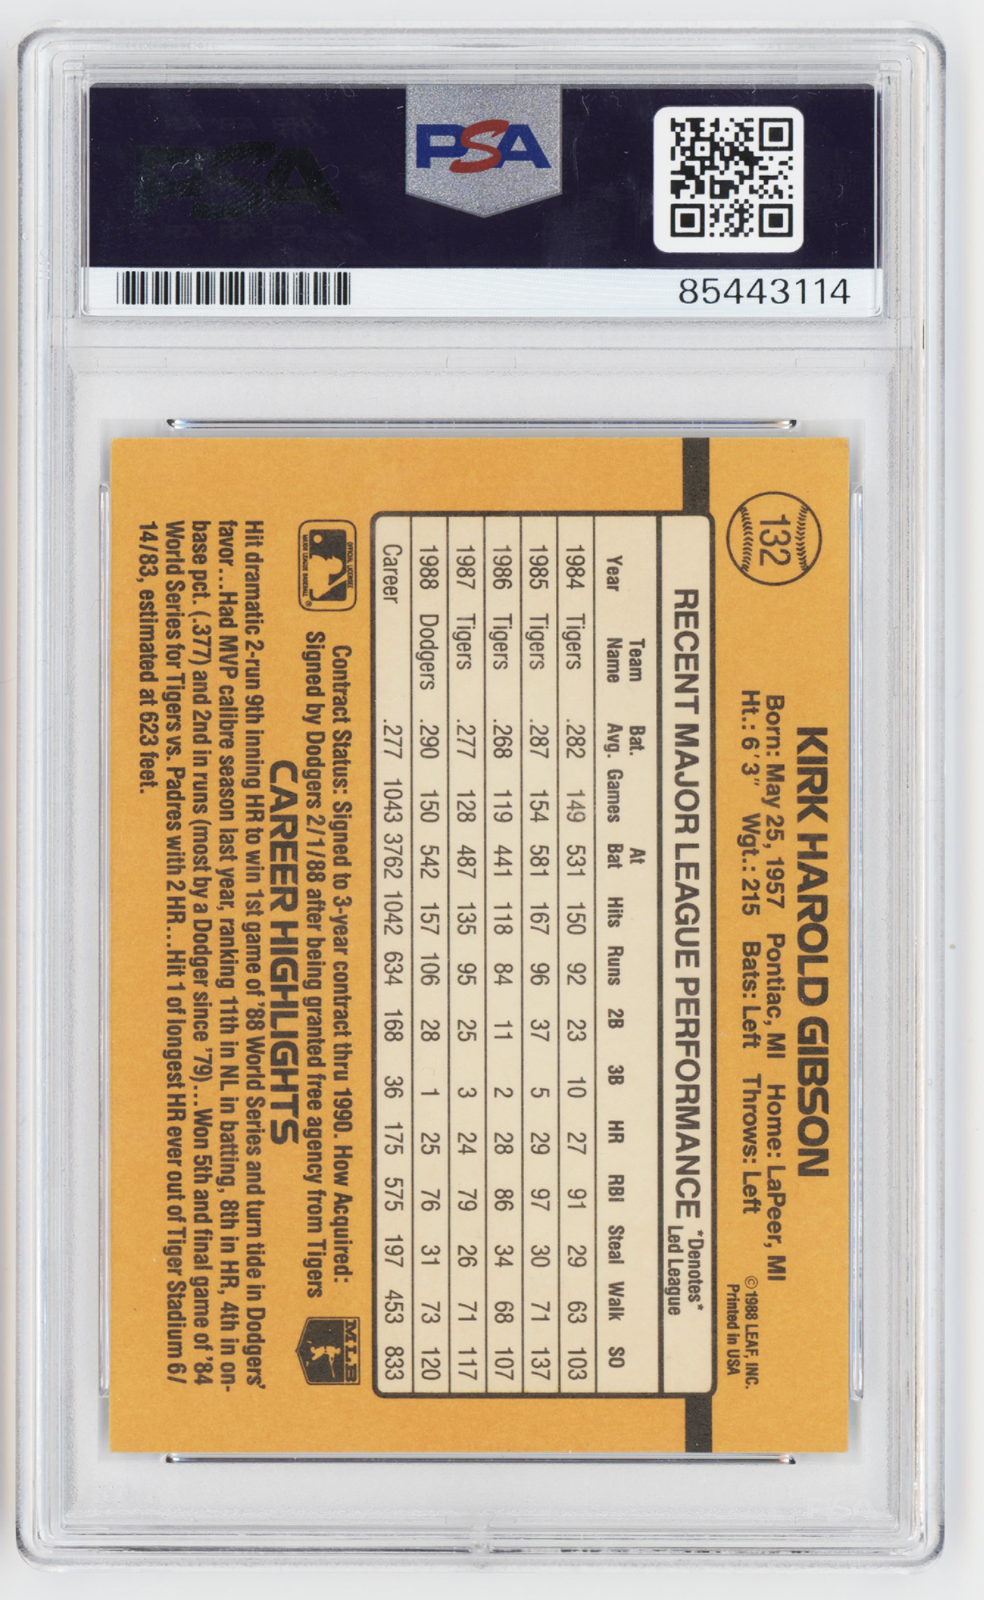 PSA
85443114
132
KIRK HAROLD GIBSON
Born: May 25, 1957 Pontiac, MI Home: LaPeer, MI
Ht.: 6'3" Wgt.: 215 Bats: Left Throws: Left
©1988 LEAF, INC.
Printed in USA
RECENT MAJOR LEAGUE PERFORMANCE
*Denotes*
Led League
Year Team Name Bat. Avg. Games At Bat Hits Runs 2B 3B HR RBI Steal Walk SO
1984 Tigers .282 149 531 150 92 23 10 27 91 29 63 103
1985 Tigers .287 154 581 167 96 37 5 29 97 30 71 137
1986 Tigers .268 119 441 118 84 11 2 28 86 34 68 107
1987 Tigers .277 128 487 135 95 25 3 24 79 26 71 117
1988 Dodgers .290 150 542 157 106 28 1 25 76 31 73 120
Career .277 1043 3762 1042 634 168 36 175 575 197 453 833
OFFICIAL LICENSEE
MAJOR LEAGUE BASEBALL
Contract Status: Signed to 3-year contract thru 1990. How Acquired:
Signed by Dodgers 2/1/88 after being granted free agency from Tigers
MLB
CAREER HIGHLIGHTS
Hit dramatic 2-run 9th inning HR to win 1st game of '88 World Series and turn tide in Dodgers'
favor...Had MVP calibre season last year, ranking 11th in NL in batting, 8th in HR, 4th in on-
base pct. (.377) and 2nd in runs (most by a Dodger since '79)...Won 5th and final game of '84
World Series for Tigers vs. Padres with 2 HR...Hit 1 of longest HR ever out of Tiger Stadium 6/
14/83, estimated at 623 feet.